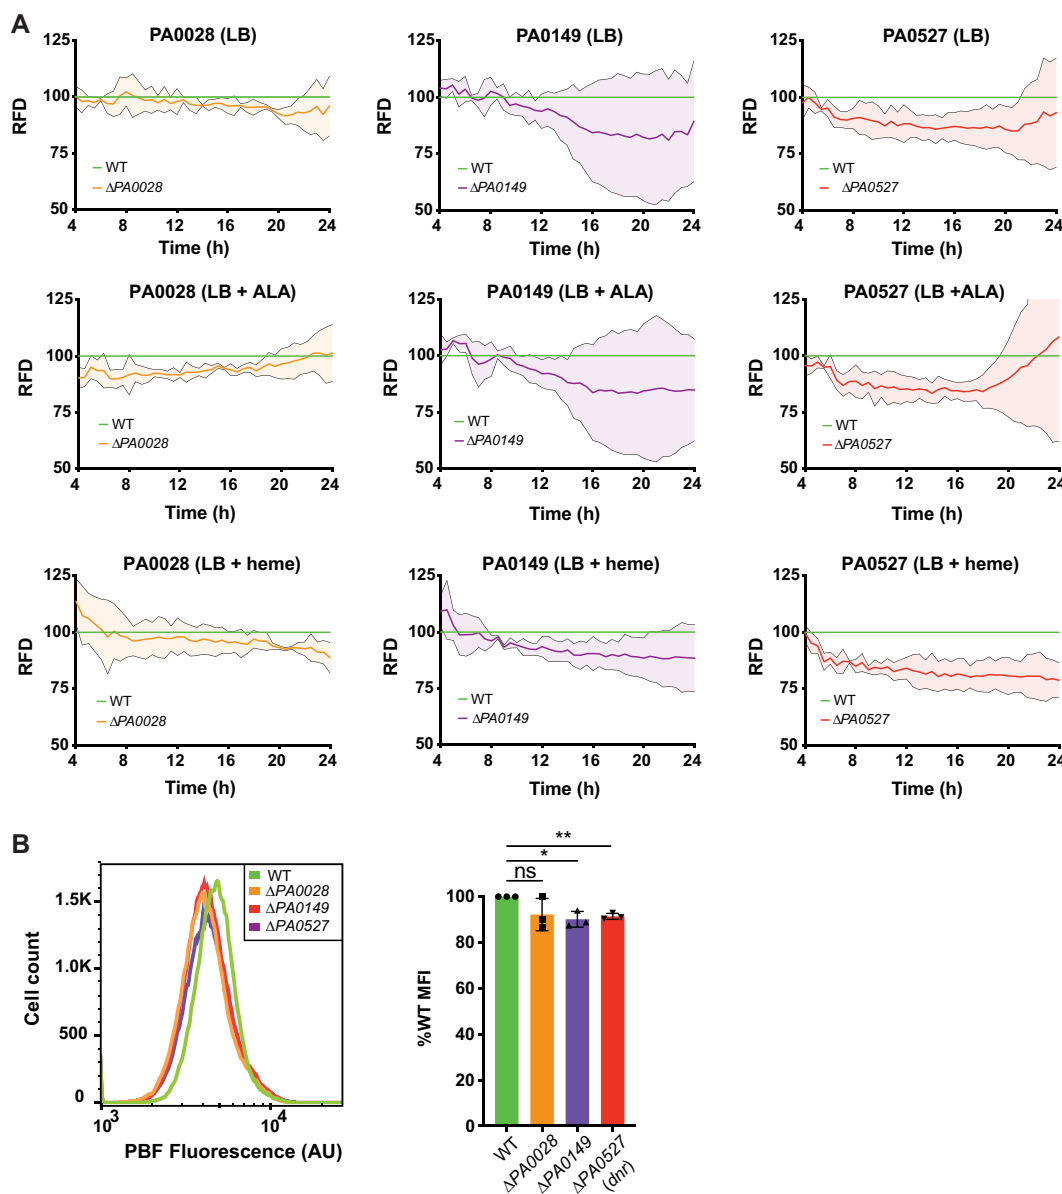 A
PA0028 (LB)
PA0149 (LB)
PA0527 (LB)
125
100
75
50
RFD
WT
ΔPA0028
4 8 12 16 20 24
Time (h)
125
100
75
50
RFD
WT
ΔPA0149
4 8 12 16 20 24
Time (h)
125
100
75
50
RFD
WT
ΔPA0527
4 8 12 16 20 24
Time (h)
PA0028 (LB + ALA)
PA0149 (LB + ALA)
PA0527 (LB +ALA)
125
100
75
50
RFD
WT
ΔPA0028
4 8 12 16 20 24
Time (h)
125
100
75
50
RFD
WT
ΔPA0149
4 8 12 16 20 24
Time (h)
125
100
75
50
RFD
WT
ΔPA0527
4 8 12 16 20 24
Time (h)
PA0028 (LB + heme)
PA0149 (LB + heme)
PA0527 (LB + heme)
125
100
75
50
RFD
WT
ΔPA0028
4 8 12 16 20 24
Time (h)
125
100
75
50
RFD
WT
ΔPA0149
4 8 12 16 20 24
Time (h)
125
100
75
50
RFD
WT
ΔPA0527
4 8 12 16 20 24
Time (h)
B
WT
ΔPA0028
ΔPA0149
ΔPA0527
1.5K
1.0K
500
0
Cell count
10³ 10⁴
PBF Fluorescence (AU)
**
*
ns
100
80
60
40
20
0
%WT MFI
WT
ΔPA0028
ΔPA0149
ΔPA0527
(dnr)